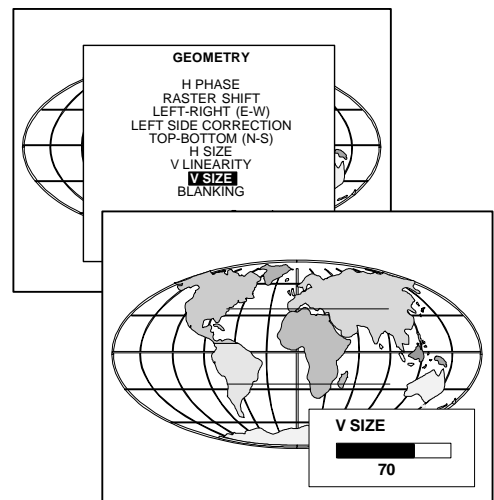 GEOMETRY
H PHASE
RASTER SHIFT
LEFT-RIGHT (E-W)
LEFT SIDE CORRECTION
TOP-BOTTOM (N-S)
H SIZE
V LINEARITY
V SIZE
BLANKING
V SIZE
70